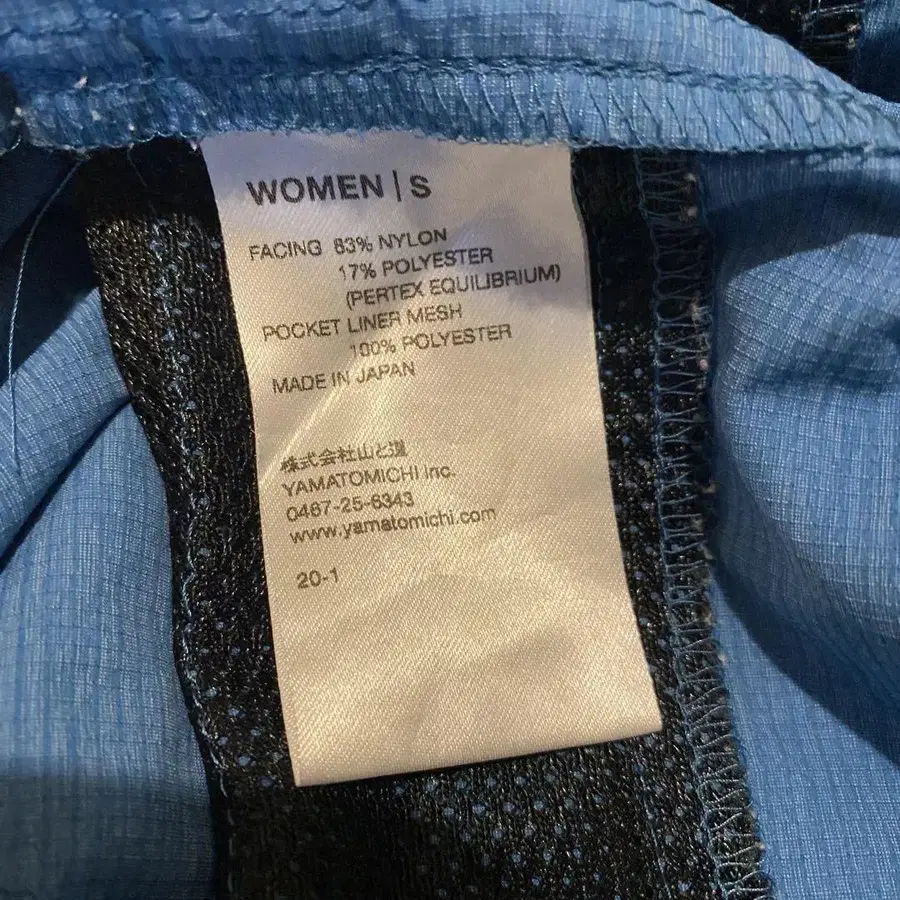 WOMEN | S
FACING 83% NYLON
17% POLYESTER
(PERTEX EQUILIBRIUM)
POCKET LINER MESH
100% POLYESTER
MADE IN JAPAN
株式会社山と道
YAMATOMICHI Inc.
0467-25-6343
www.yamatomichi.com
20-1